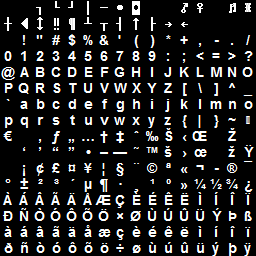 ┐ └ ┘ │ ─ • ◘ ♂ ♀ ♫
┼ ◄ ↕ ‼ ¶ ┴ ┬ ┤ ├ → ←
! " # $ % & ' ( ) * + , - . /
0 1 2 3 4 5 6 7 8 9 : ; < = > ?
@ A B C D E F G H I J K L M N O
P Q R S T U V W X Y Z [ \ ] ^ _
` a b c d e f g h i j k l m n o
p q r s t u v w x y z { | } ~
€ ‚ ƒ „ … † ‡ ˆ ‰ Š ‹ Œ Ž
‘ ’ “ ” • – — ˜ ™ š › œ ž Ÿ
¡ ¢ £ ¤ ¥ ¦ § ¨ © ª « ¬ - ® ¯
° ± ² ³ ´ µ ¶ · ¸ ¹ º » ¼ ½ ¾ ¿
À Á Â Ã Ä Å Æ Ç È É Ê Ë Ì Í Î Ï
Ð Ñ Ò Ó Ô Õ Ö × Ø Ù Ú Û Ü Ý Þ ß
à á â ã ä å æ ç è é ê ë ì í î ï
ð ñ ò ó ô õ ö ÷ ø ù ú û ü ý þ ÿ